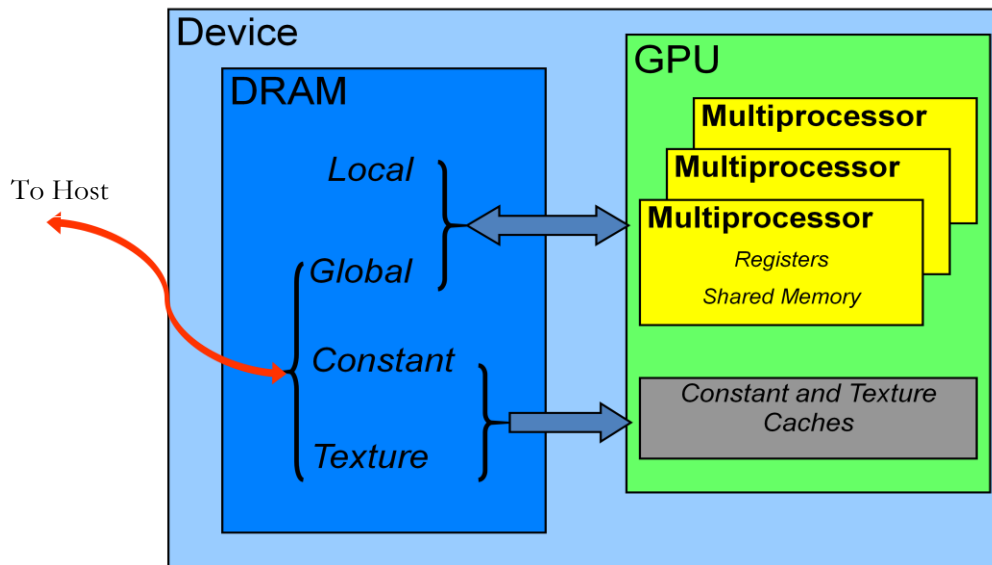 Device
DRAM
Local
Global
Constant
Texture
To Host
GPU
Multiprocessor
Multiprocessor
Multiprocessor
Registers
Shared Memory
Constant and Texture
Caches